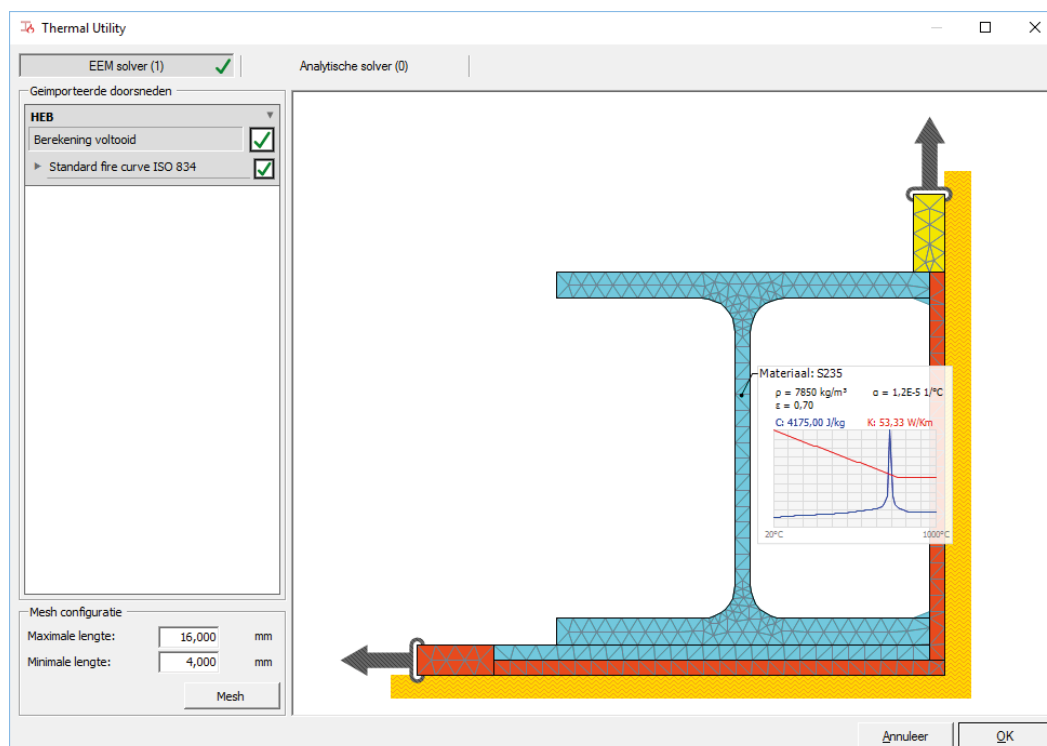 Thermal Utility
EEM solver (1)
Analytische solver (0)
Geïmporteerde doorsneden
HEB
Berekening voltooid
Standard fire curve ISO 834
Materiaal: S235
ρ = 7850 kg/m³ α = 1,2E-5 1/°C
ε = 0,70
C: 4175,00 J/kg K: 53,33 W/Km
20°C 1000°C
Mesh configuratie
Maximale lengte: 16,000 mm
Minimale lengte: 4,000 mm
Mesh
Annuleer OK